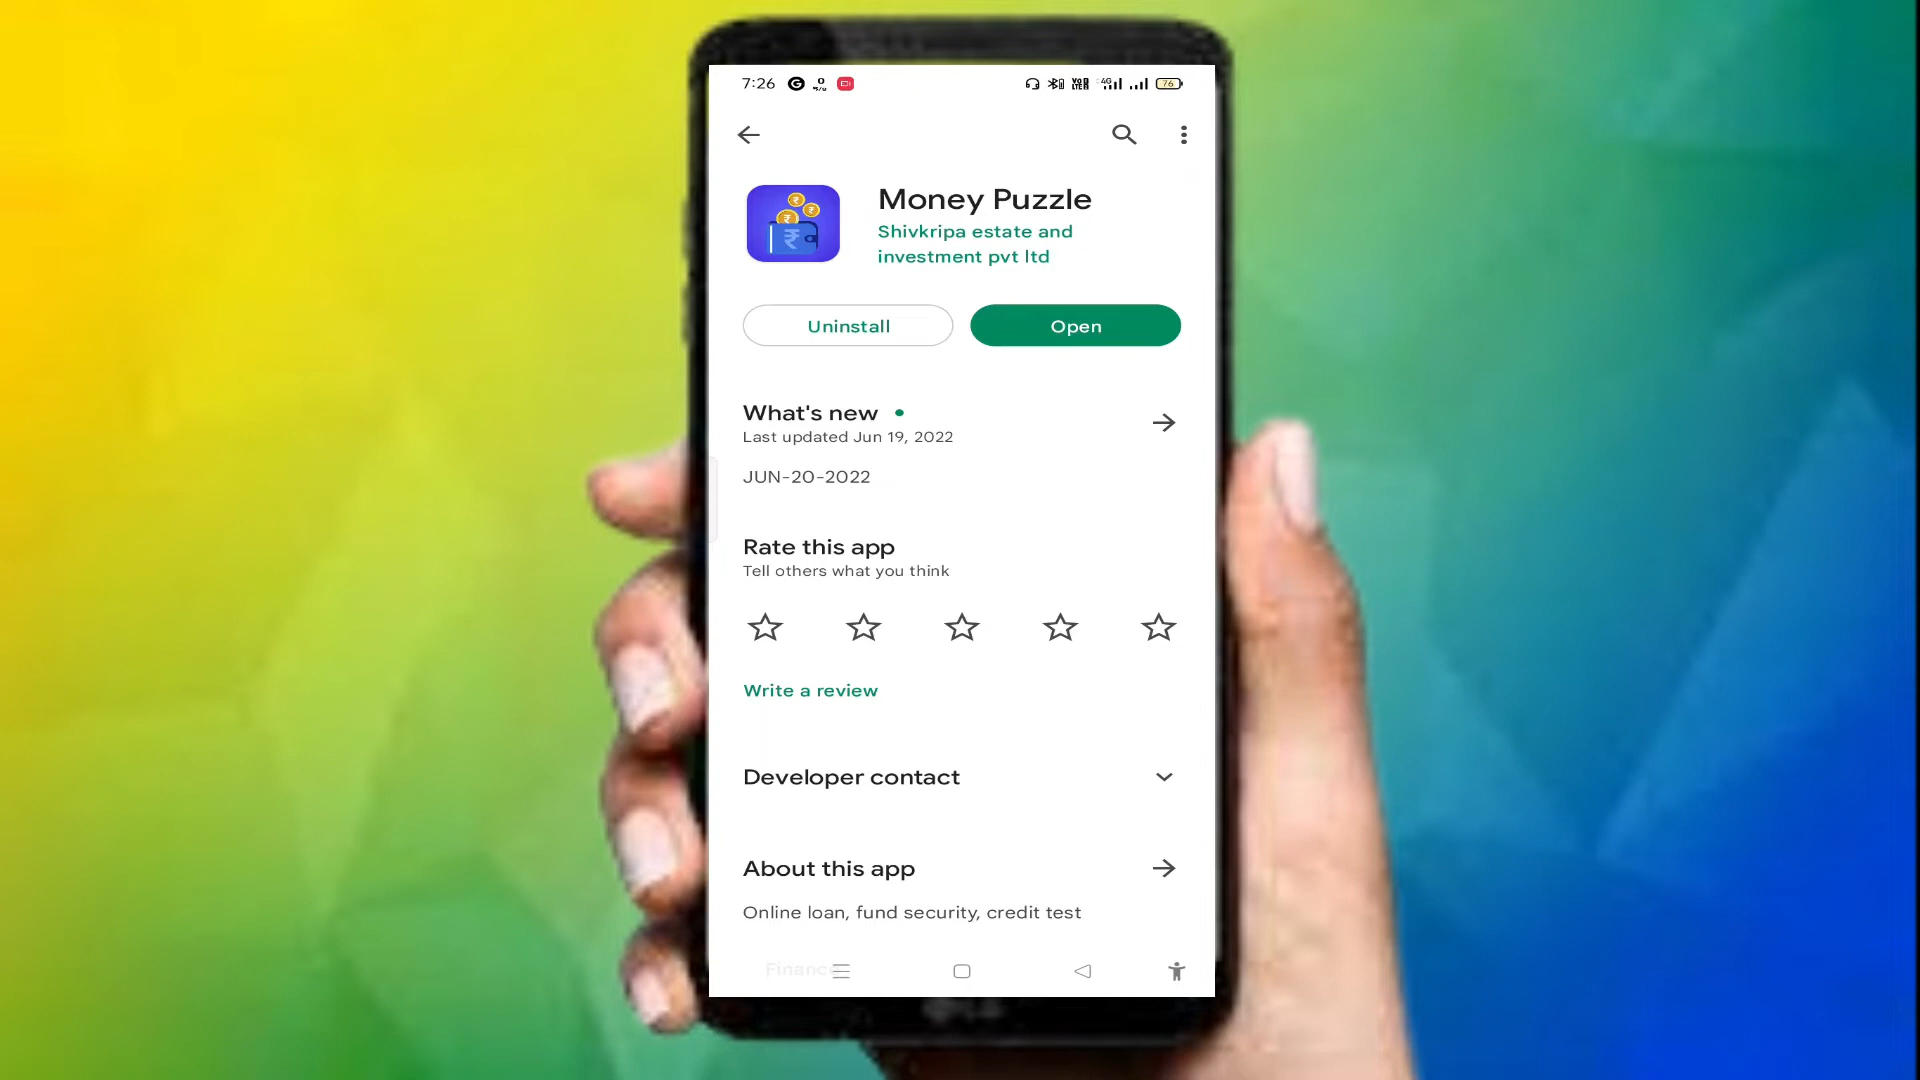 7:26
4G
76
Money Puzzle
Shivkripa estate and
investment pvt ltd
Uninstall
Open
What's new
Last updated Jun 19, 2022
JUN-20-2022
Rate this app
Tell others what you think
Write a review
Developer contact
About this app
Online loan, fund security, credit test
Finance